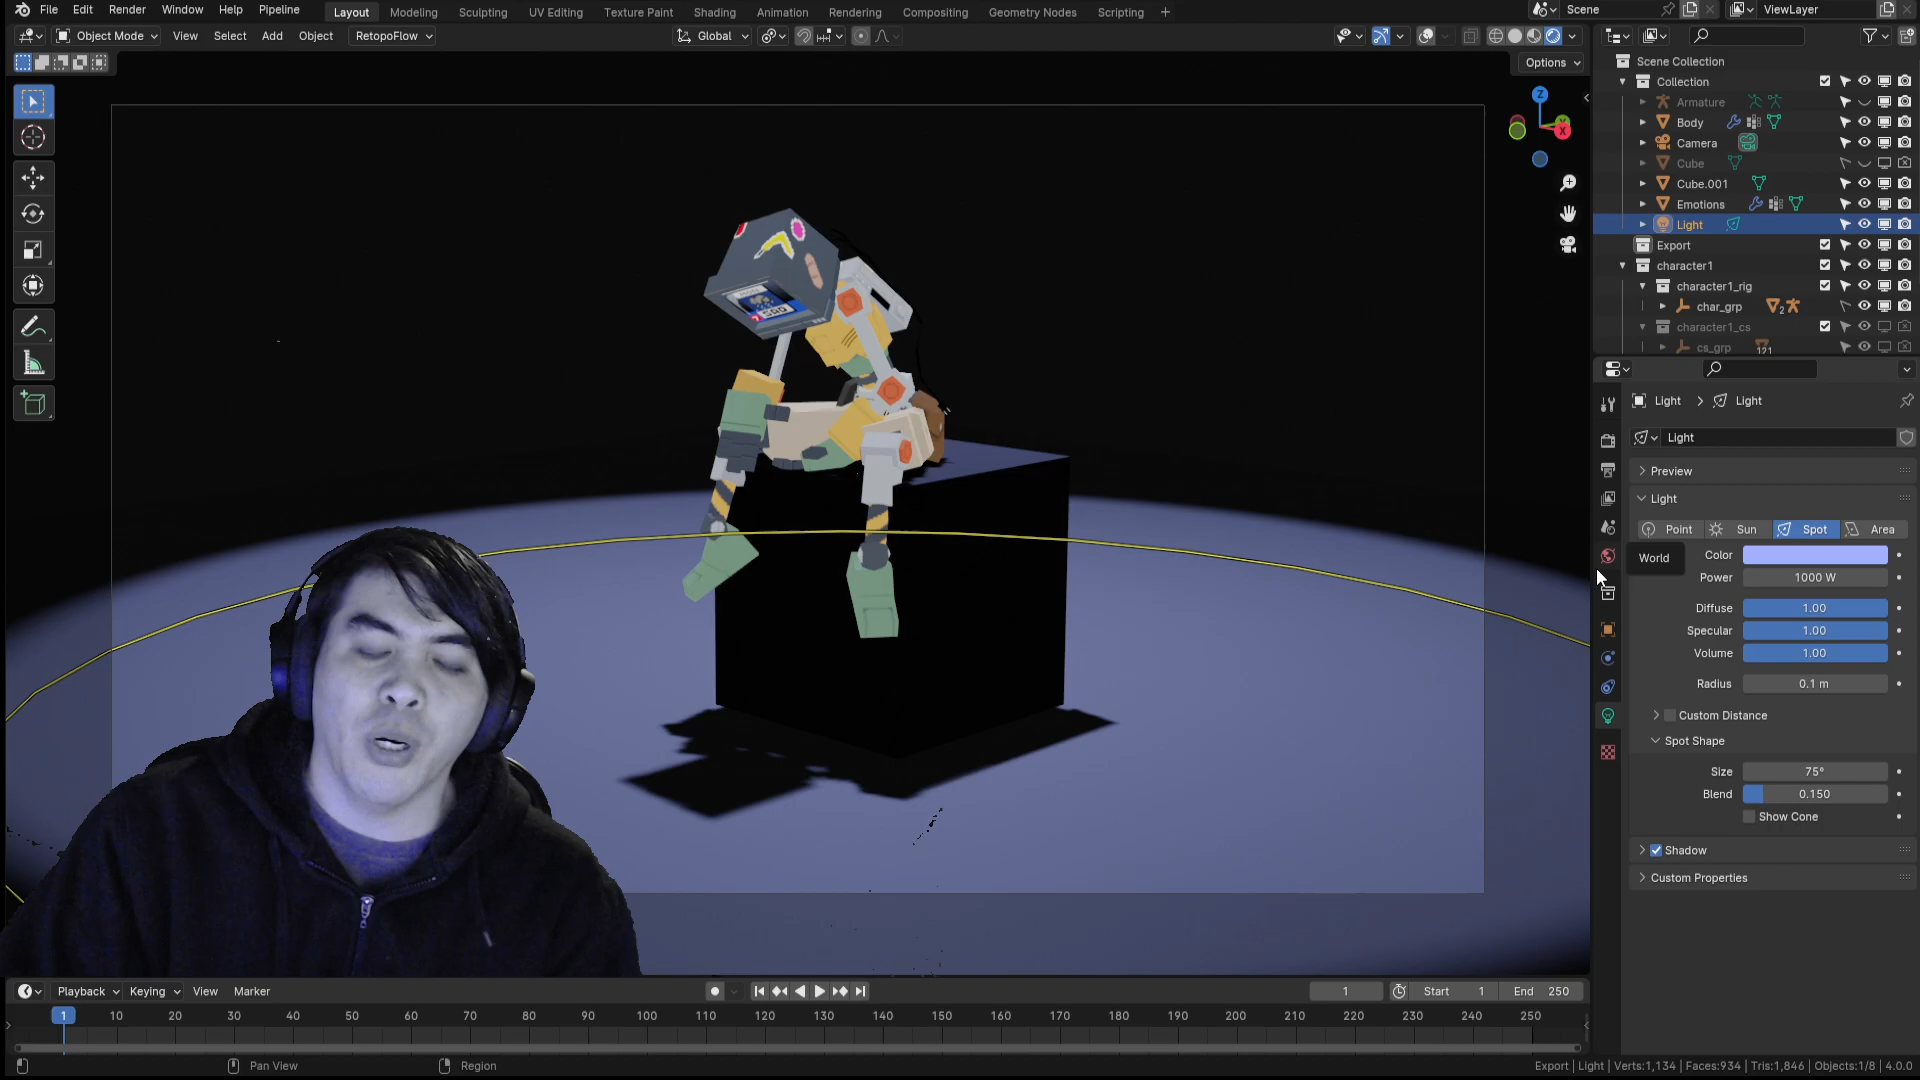 File Edit Render Window Help Pipeline Layout Modeling Sculpting UV Editing Texture Paint Shading Animation Rendering Compositing Geometry Nodes Scripting + Scene ViewLayer
Object Mode View Select Add Object RetopoFlow Global
Options
Z
X
Scene Collection
Collection
Armature
Body
Camera
Cube
Cube.001
Emotions
Light
Export
character1
character1_rig
char_grp 2
character1_cs
cs_grp 121
SAD
Light > Light
Light
Preview
Light
Point Sun Spot Area
World
Color
Power 1000 W
Diffuse 1.00
Specular 1.00
Volume 1.00
Radius 0.1 m
Custom Distance
Spot Shape
Size 75°
Blend 0.150
Show Cone
Shadow
Custom Properties
Playback Keying View Marker 1 Start 1 End 250
1 10 20 30 40 50 60 70 80 90 100 110 120 130 140 150 160 170 180 190 200 210 220 230 240 250
Pan View Region Export | Light | Verts:1,134 | Faces:934 | Tris:1,846 | Objects:1/8 | 4.0.0